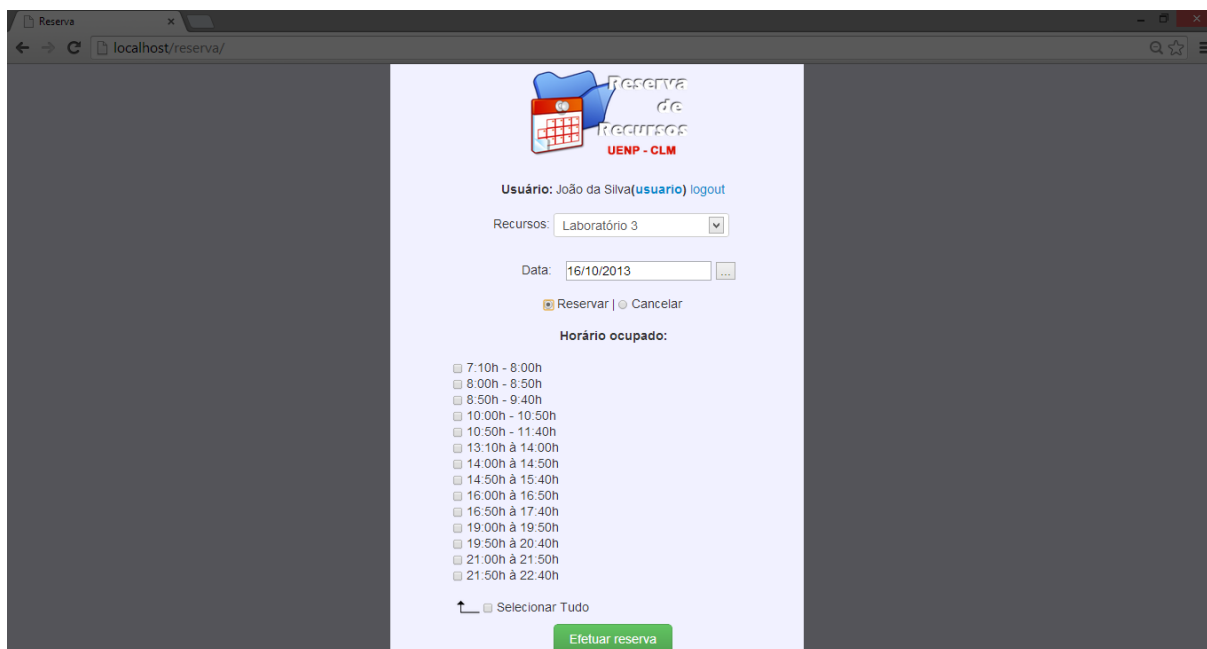 Reserva
localhost/reserva/
Reserva
de
Recursos
UENP - CLM
Usuário: João da Silva(usuario) logout
Recursos: Laboratório 3
Data: 16/10/2013 ...
Reservar | Cancelar
Horário ocupado:
7:10h - 8:00h
8:00h - 8:50h
8:50h - 9:40h
10:00h - 10:50h
10:50h - 11:40h
13:10h à 14:00h
14:00h à 14:50h
14:50h à 15:40h
16:00h à 16:50h
16:50h à 17:40h
19:00h à 19:50h
19:50h à 20:40h
21:00h à 21:50h
21:50h à 22:40h
Selecionar Tudo
Efetuar reserva